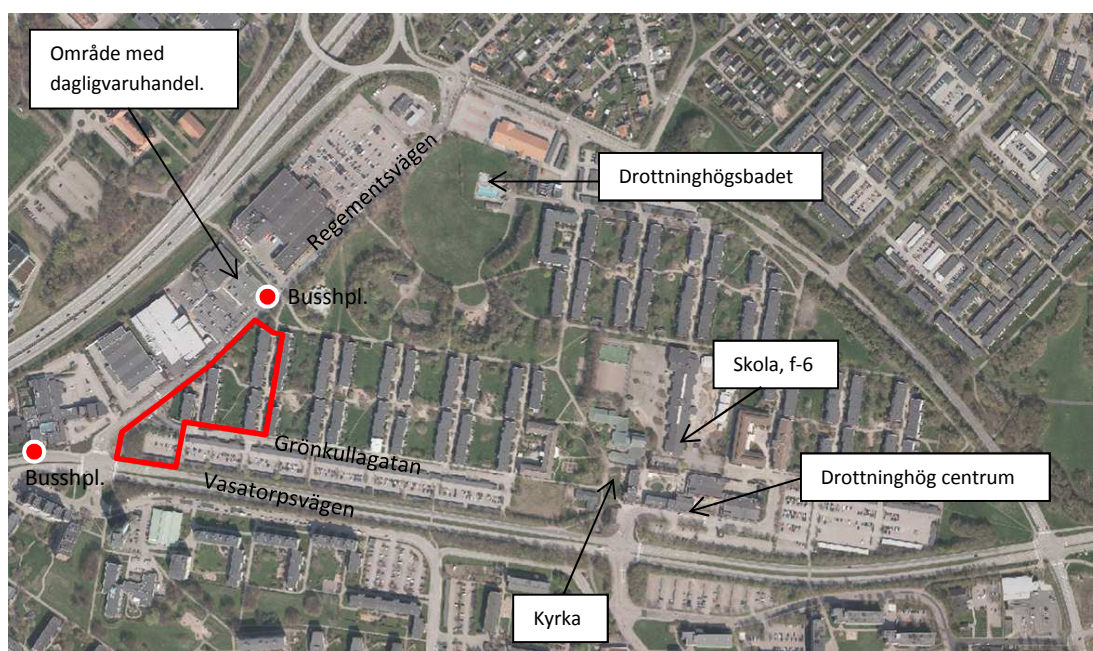 Område med
dagligvaruhandel.
Regementsvägen
Drottninghögsbadet
Busshpl.
Skola, f-6
Grönkullagatan
Busshpl.
Vasatorpsvägen
Drottninghög centrum
Kyrka